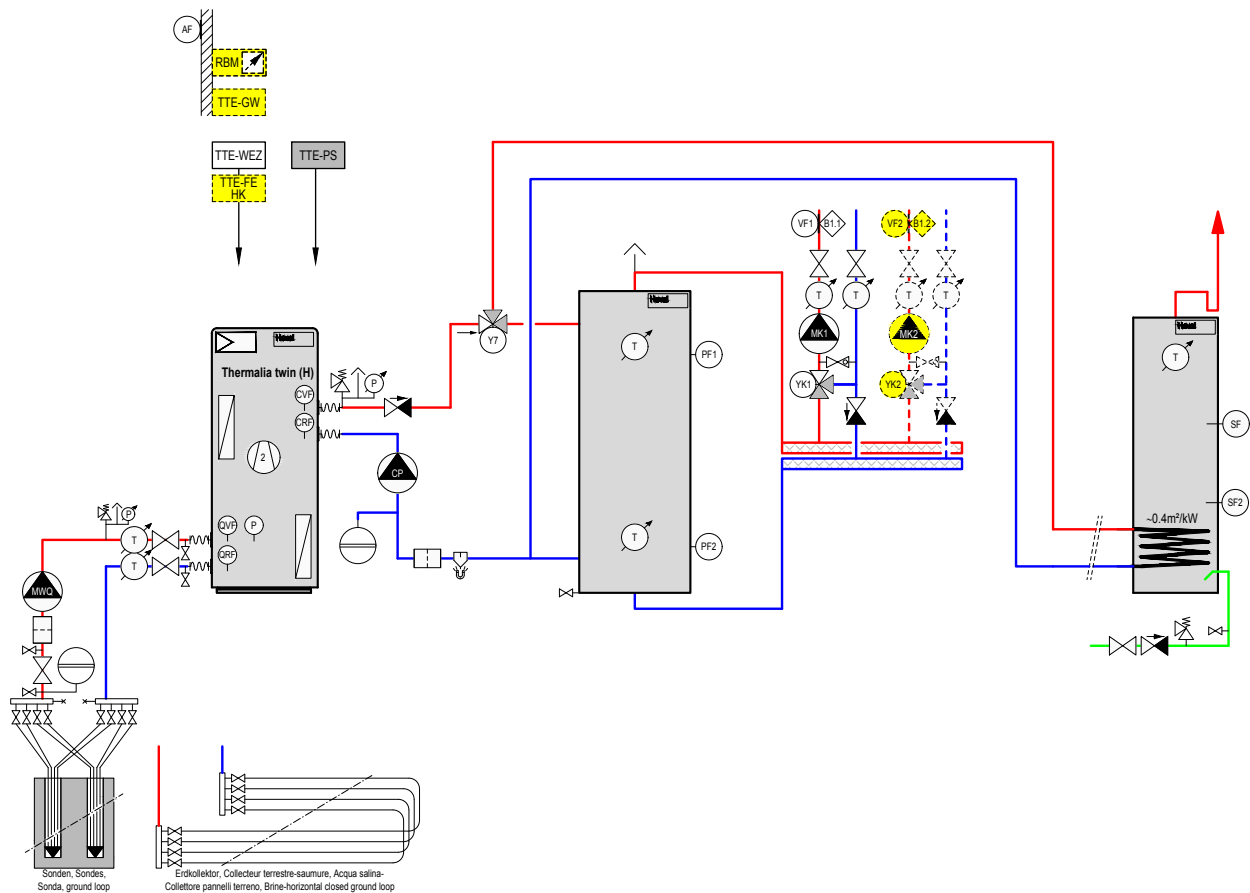 AF
RBM
TTE-GW
TTE-WEZ
TTE-PS
TTE-FE
HK
VF1
B1.1
VF2
B1.2
T
T
T
T
MK1
MK2
YK1
YK2
Y7
T
PF1
T
PF2
T
SF
SF2
~0.4m²/kW
Thermalia twin (H)
CVF
CRF
P
2
CP
QVF
P
QRF
P
T
T
MWQ
Sonden, Sondes,
Sonda, ground loop
Erdkollektor, Collecteur terrestre-saumure, Acqua salina-
Collettore pannelli terreno, Brine-horizontal closed ground loop